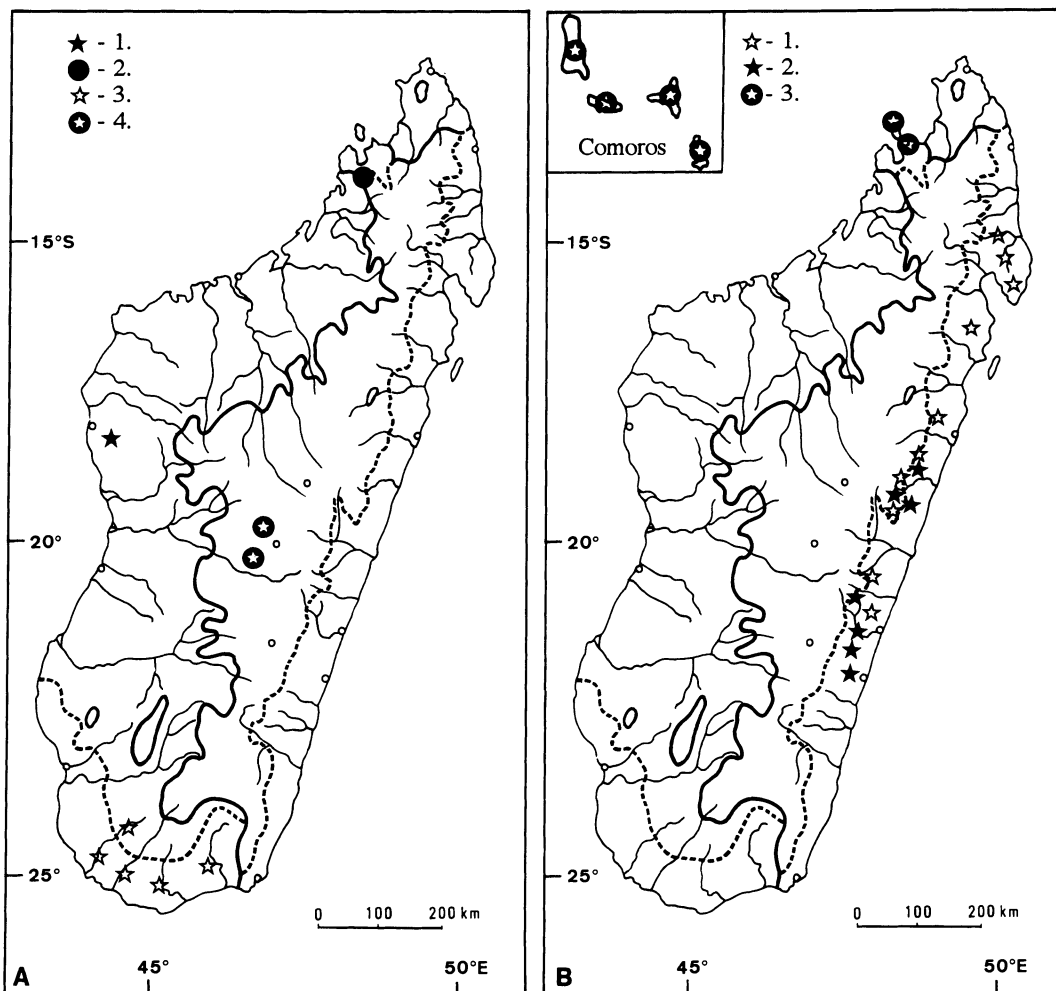 ★ - 1.
● - 2.
☆ - 3.
✪ - 4.
15°S
20°
25°
0 100 200 km
A
45°
50°E
Comoros
☆ - 1.
★ - 2.
✪ - 3.
15°S
20°
25°
0 100 200 km
B
45°
50°E